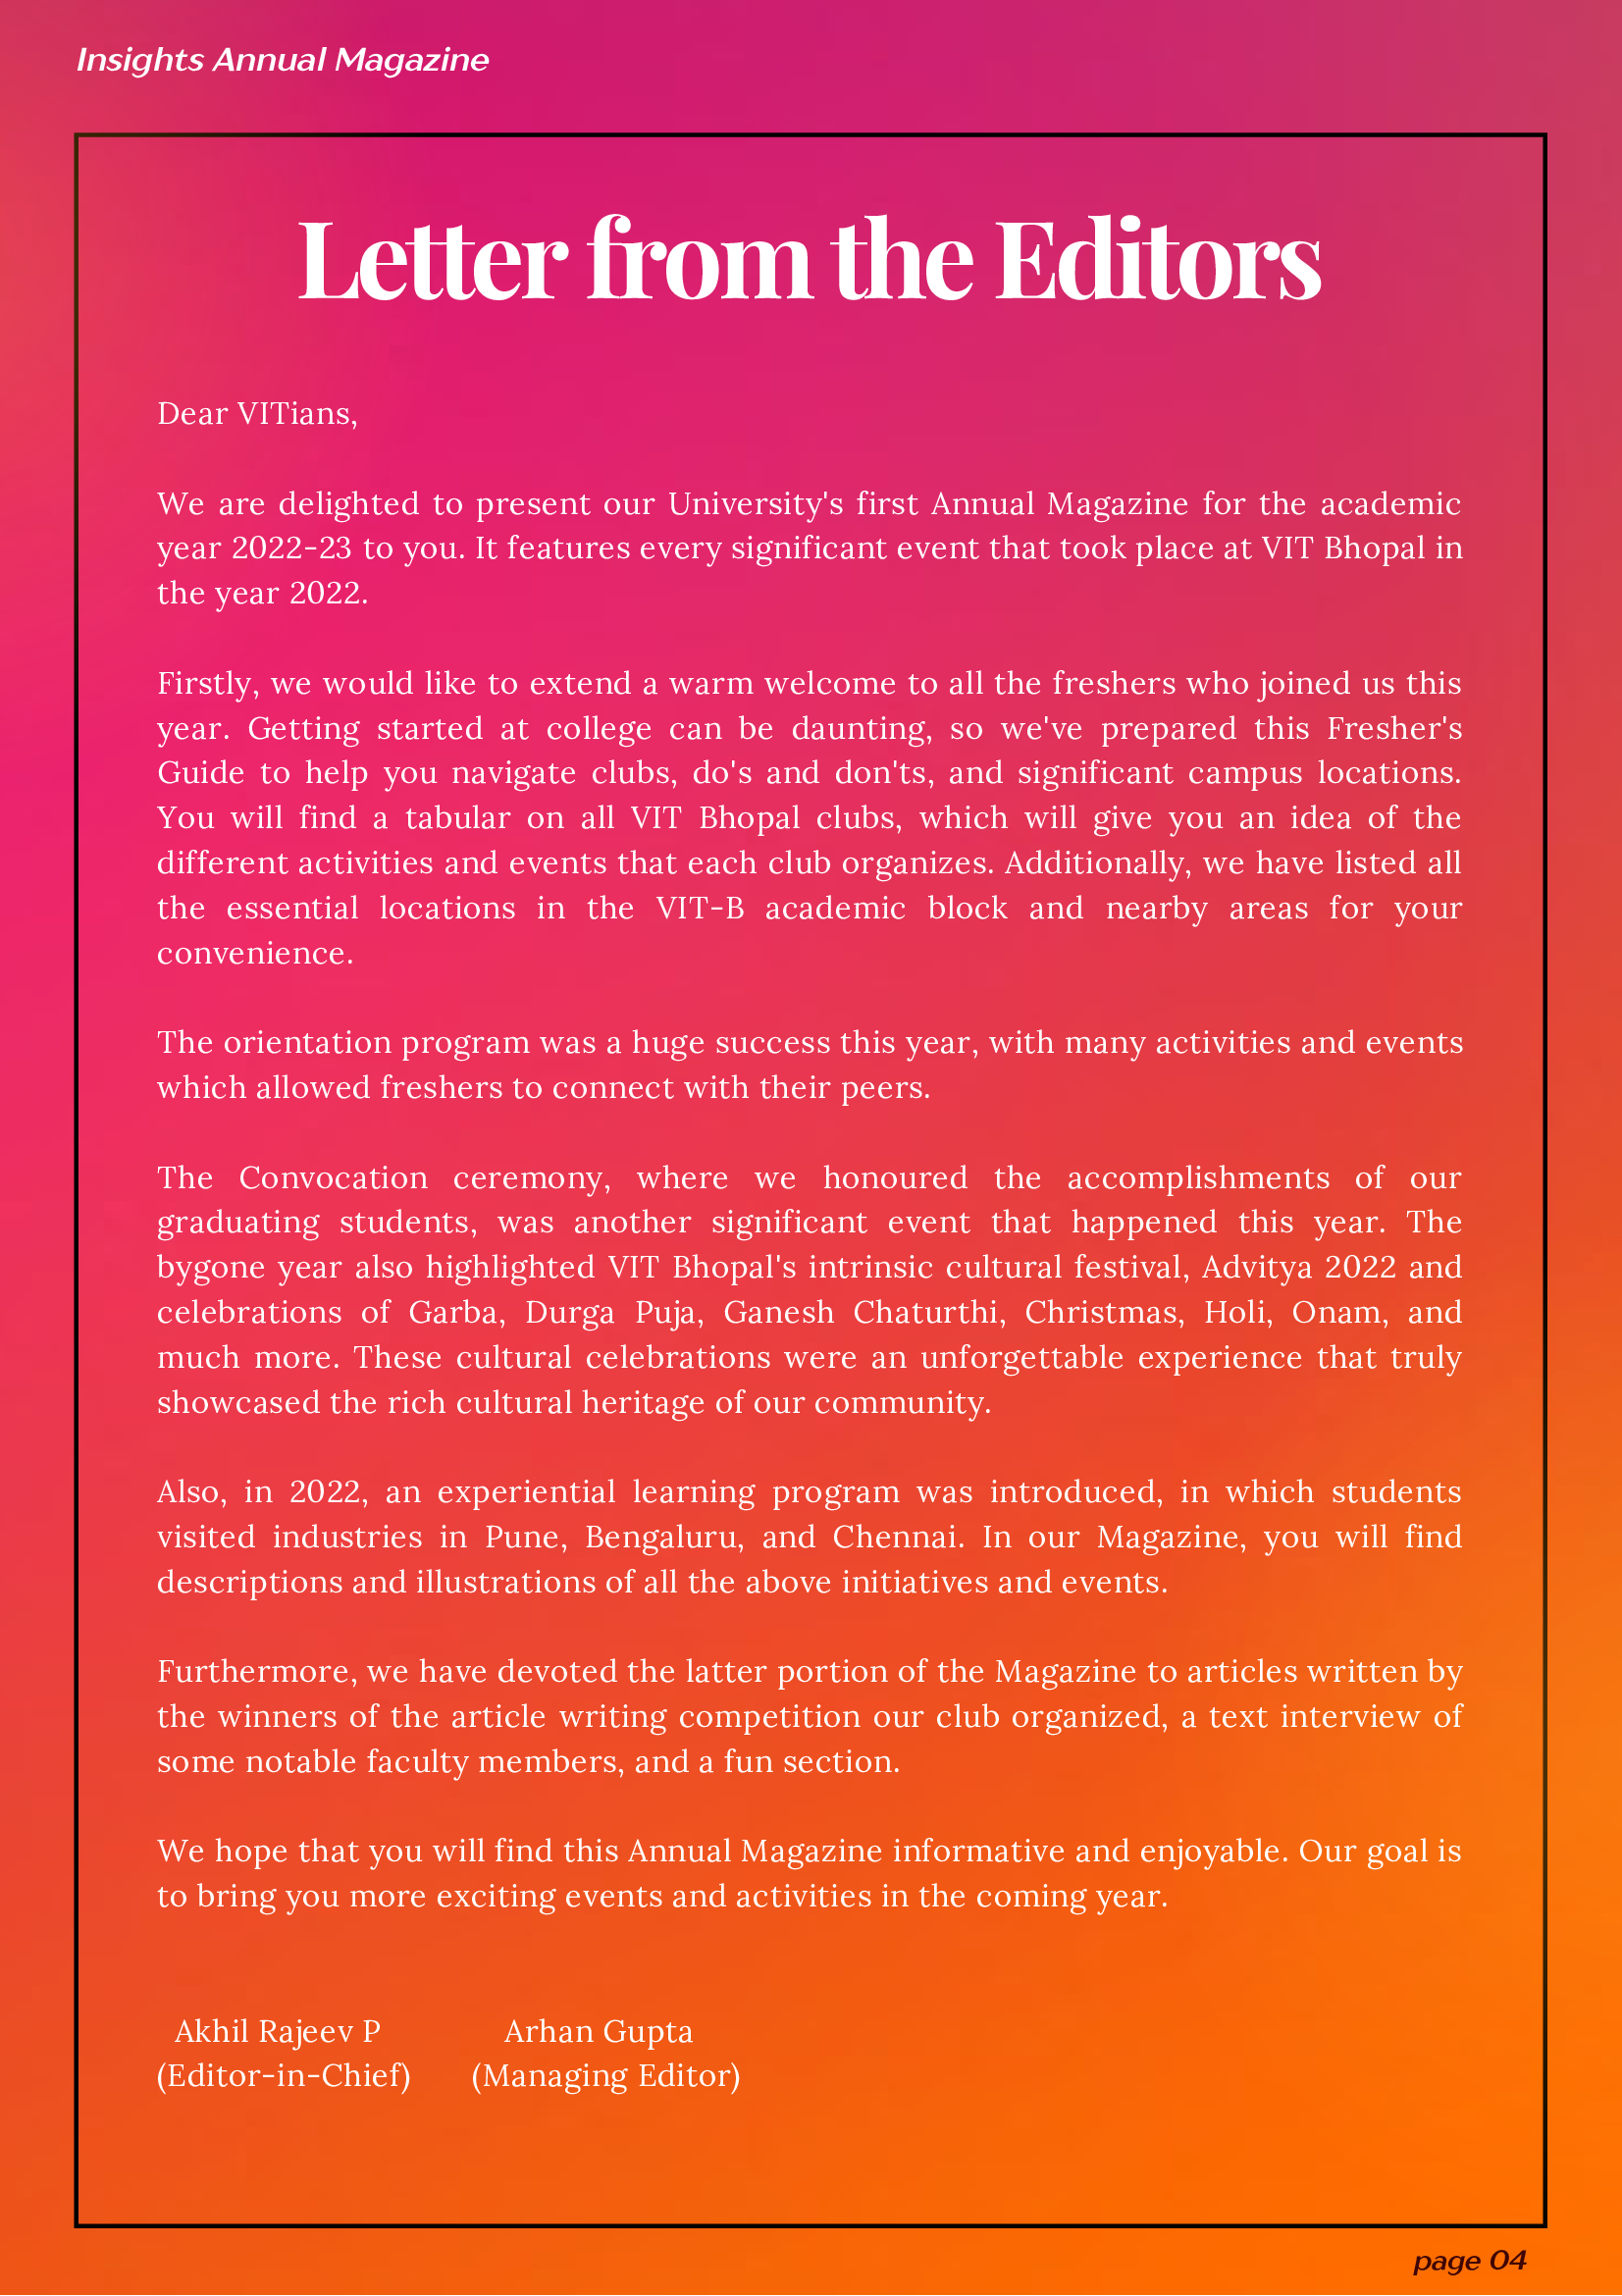 Insights Annual Magazine
Letter from the Editors
Dear VITians,
We are delighted to present our University's first Annual Magazine for the academic
year 2022-23 to you. It features every significant event that took place at VIT Bhopal in
the year 2022.
Firstly, we would like to extend a warm welcome to all the freshers who joined us this
year. Getting started at college can be daunting, so we've prepared this Fresher's
Guide to help you navigate clubs, do's and don'ts, and significant campus locations.
You will find a tabular on all VIT Bhopal clubs, which will give you an idea of the
different activities and events that each club organizes. Additionally, we have listed all
the essential locations in the VIT-B academic block and nearby areas for your
convenience.
The orientation program was a huge success this year, with many activities and events
which allowed freshers to connect with their peers.
The Convocation ceremony, where we honoured the accomplishments of our
graduating students, was another significant event that happened this year. The
bygone year also highlighted VIT Bhopal's intrinsic cultural festival, Advitya 2022 and
celebrations of Garba, Durga Puja, Ganesh Chaturthi, Christmas, Holi, Onam, and
much more. These cultural celebrations were an unforgettable experience that truly
showcased the rich cultural heritage of our community.
Also, in 2022, an experiential learning program was introduced, in which students
visited industries in Pune, Bengaluru, and Chennai. In our Magazine, you will find
descriptions and illustrations of all the above initiatives and events.
Furthermore, we have devoted the latter portion of the Magazine to articles written by
the winners of the article writing competition our club organized, a text interview of
some notable faculty members, and a fun section.
We hope that you will find this Annual Magazine informative and enjoyable. Our goal is
to bring you more exciting events and activities in the coming year.
Akhil Rajeev P Arhan Gupta
(Editor-in-Chief) (Managing Editor)
page 04